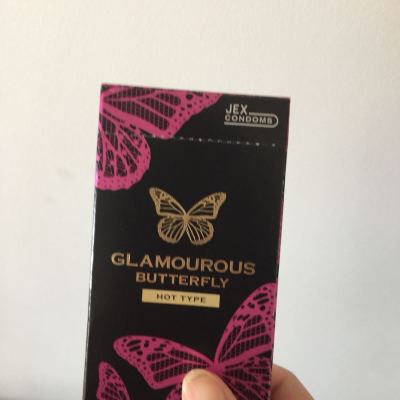 JEX
CONDOMS
GLAMOUROUS
BUTTERFLY
HOT TYPE